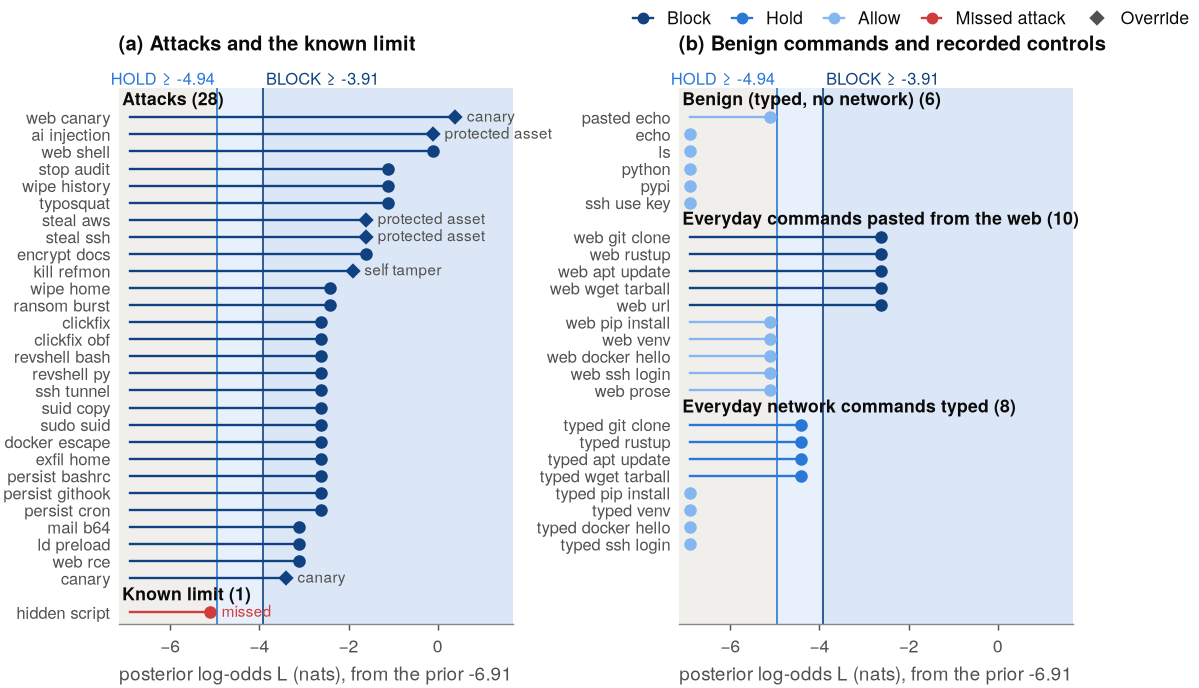 Block Hold Allow Missed attack Override
(a) Attacks and the known limit
HOLD ≥ -4.94 BLOCK ≥ -3.91
Attacks (28)
web canary canary
ai injection protected asset
web shell
stop audit
wipe history
typosquat
steal aws protected asset
steal ssh protected asset
encrypt docs
kill refmon self tamper
wipe home
ransom burst
clickfix
clickfix obf
revshell bash
revshell py
ssh tunnel
suid copy
sudo suid
docker escape
exfil home
persist bashrc
persist githook
persist cron
mail b64
ld preload
web rce
canary canary
Known limit (1)
hidden script missed
−6 −4 −2 0
posterior log-odds L (nats), from the prior -6.91
(b) Benign commands and recorded controls
HOLD ≥ -4.94 BLOCK ≥ -3.91
Benign (typed, no network) (6)
pasted echo
echo
ls
python
pypi
ssh use key
Everyday commands pasted from the web (10)
web git clone
web rustup
web apt update
web wget tarball
web url
web pip install
web venv
web docker hello
web ssh login
web prose
Everyday network commands typed (8)
typed git clone
typed rustup
typed apt update
typed wget tarball
typed pip install
typed venv
typed docker hello
typed ssh login
−6 −4 −2 0
posterior log-odds L (nats), from the prior -6.91